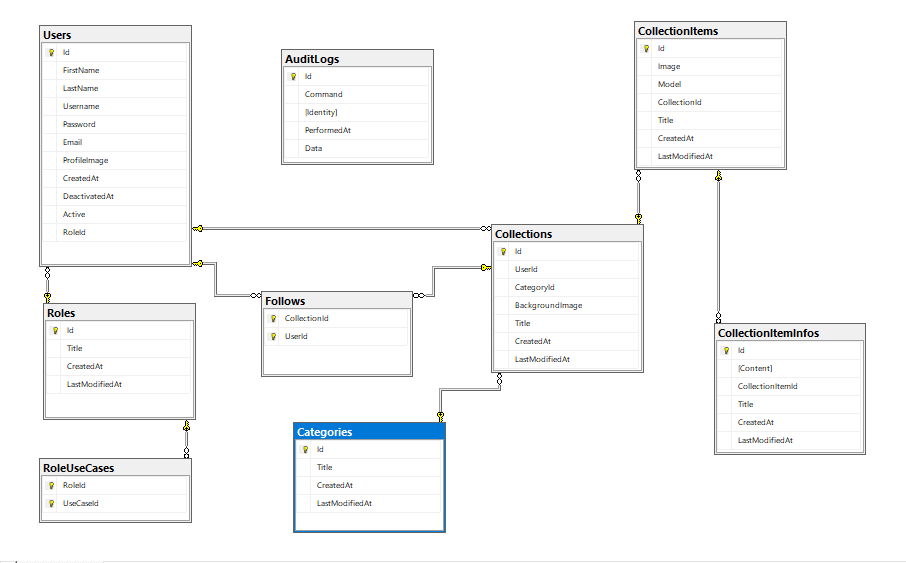 Users
Id
FirstName
LastName
Username
Password
Email
ProfileImage
CreatedAt
DeactivatedAt
Active
RoleId
AuditLogs
Id
Command
[Identity]
PerformedAt
Data
CollectionItems
Id
Image
Model
CollectionId
Title
CreatedAt
LastModifiedAt
Collections
Id
UserId
CategoryId
BackgroundImage
Title
CreatedAt
LastModifiedAt
Follows
CollectionId
UserId
Roles
Id
Title
CreatedAt
LastModifiedAt
CollectionItemInfos
Id
[Content]
CollectionItemId
Title
CreatedAt
LastModifiedAt
Categories
Id
Title
CreatedAt
LastModifiedAt
RoleUseCases
RoleId
UseCaseId